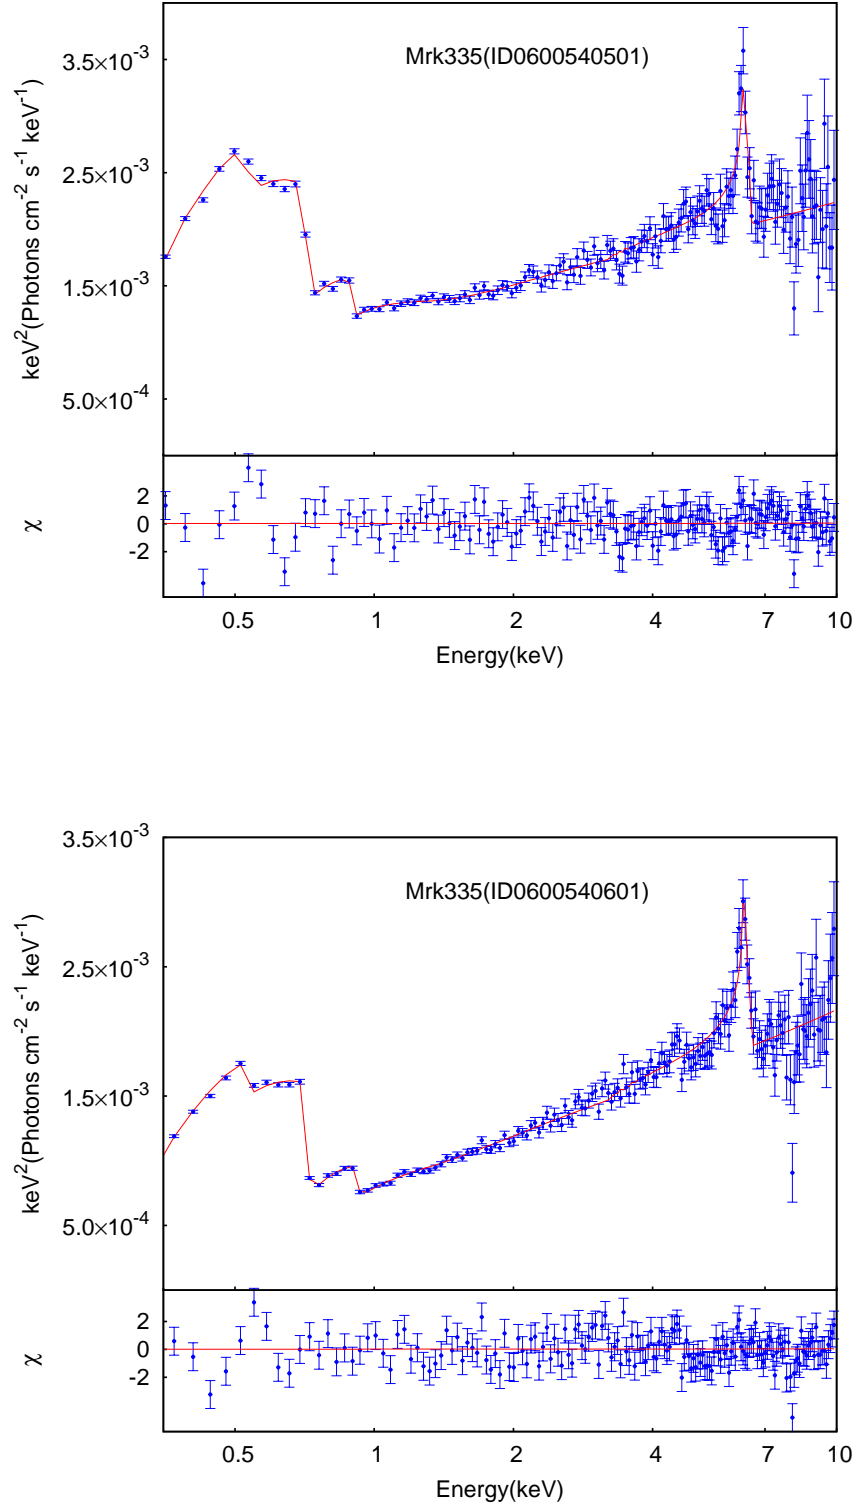 Mrk335(ID0600540501)
keV²(Photons cm⁻² s⁻¹ keV⁻¹)
3.5×10⁻³
2.5×10⁻³
1.5×10⁻³
5.0×10⁻⁴
χ
2
0
-2
0.5 1 2 4 7 10
Energy(keV)
Mrk335(ID0600540601)
keV²(Photons cm⁻² s⁻¹ keV⁻¹)
3.5×10⁻³
2.5×10⁻³
1.5×10⁻³
5.0×10⁻⁴
χ
2
0
-2
0.5 1 2 4 7 10
Energy(keV)